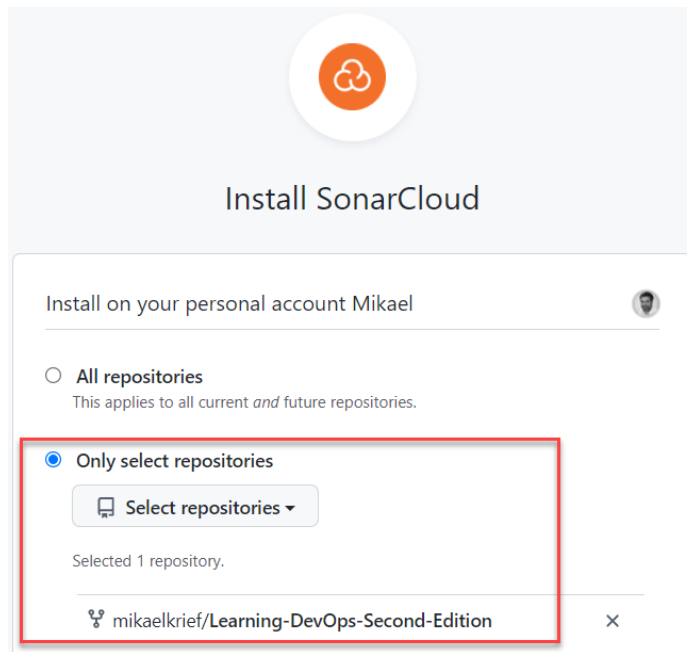 Install SonarCloud
Install on your personal account Mikael
All repositories
This applies to all current and future repositories.
Only select repositories
Select repositories
Selected 1 repository.
mikaelkrief/Learning-DevOps-Second-Edition